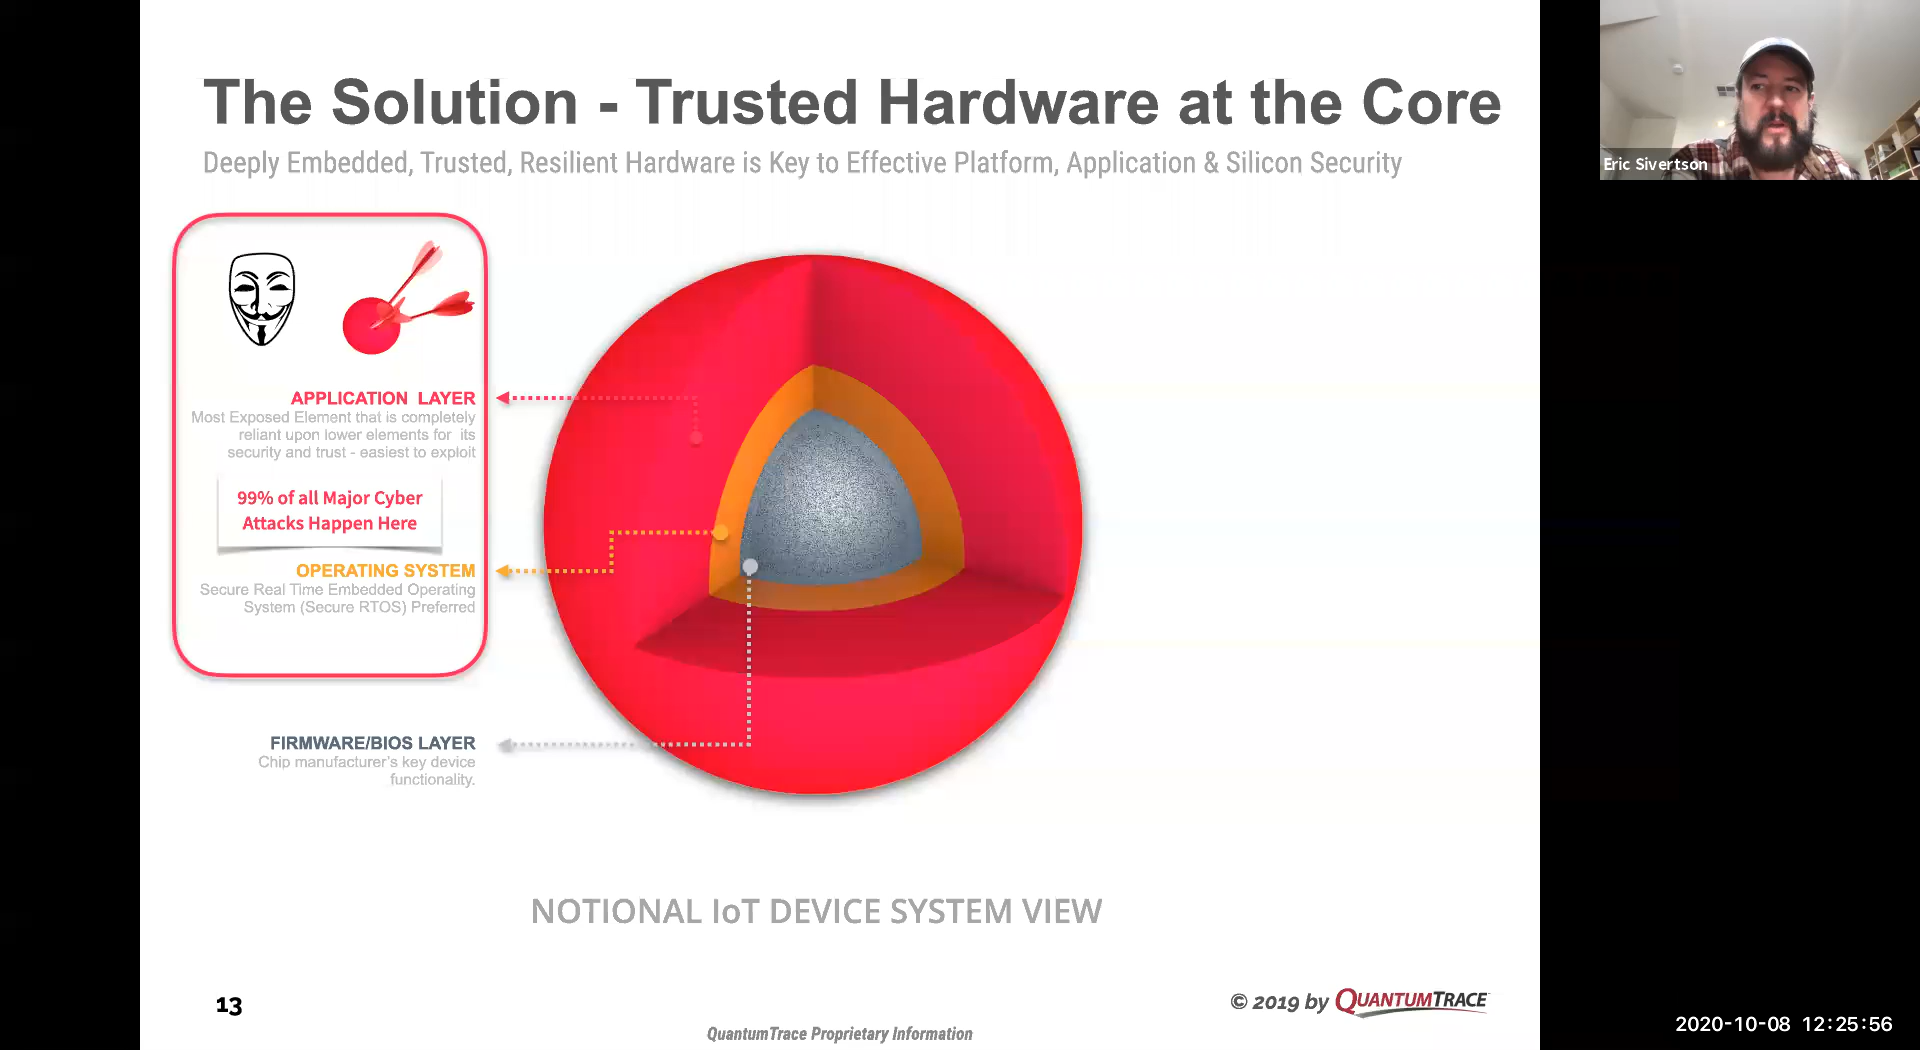 The Solution - Trusted Hardware at the Core
Deeply Embedded, Trusted, Resilient Hardware is Key to Effective Platform, Application & Silicon Security
Eric Sivertson
APPLICATION LAYER
Most Exposed Element that is completely
reliant upon lower elements for its
security and trust - easiest to exploit
99% of all Major Cyber
Attacks Happen Here
OPERATING SYSTEM
Secure Real Time Embedded Operating
System (Secure RTOS) Preferred
FIRMWARE/BIOS LAYER
Chip manufacturer's key device
functionality.
NOTIONAL IoT DEVICE SYSTEM VIEW
13
© 2019 by QUANTUMTRACE
QuantumTrace Proprietary Information
2020-10-08 12:25:56